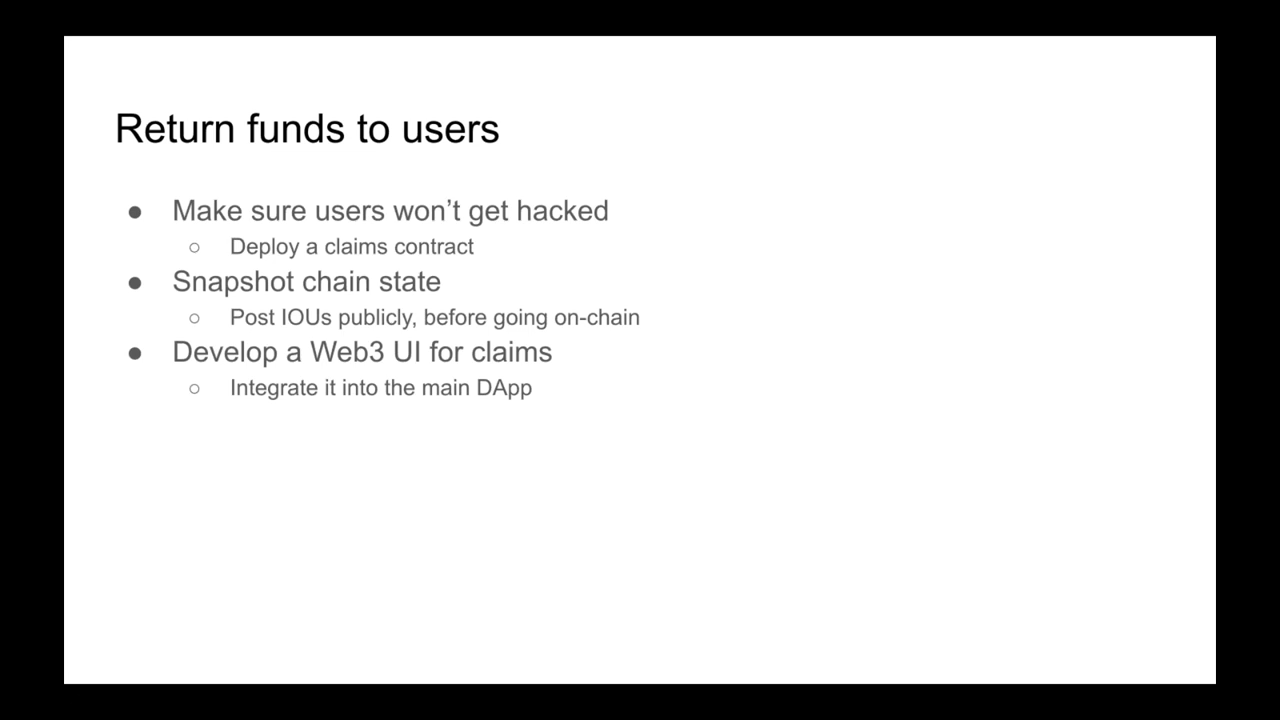 Return funds to users
● Make sure users won’t get hacked
○ Deploy a claims contract
● Snapshot chain state
○ Post IOUs publicly, before going on-chain
● Develop a Web3 UI for claims
○ Integrate it into the main DApp